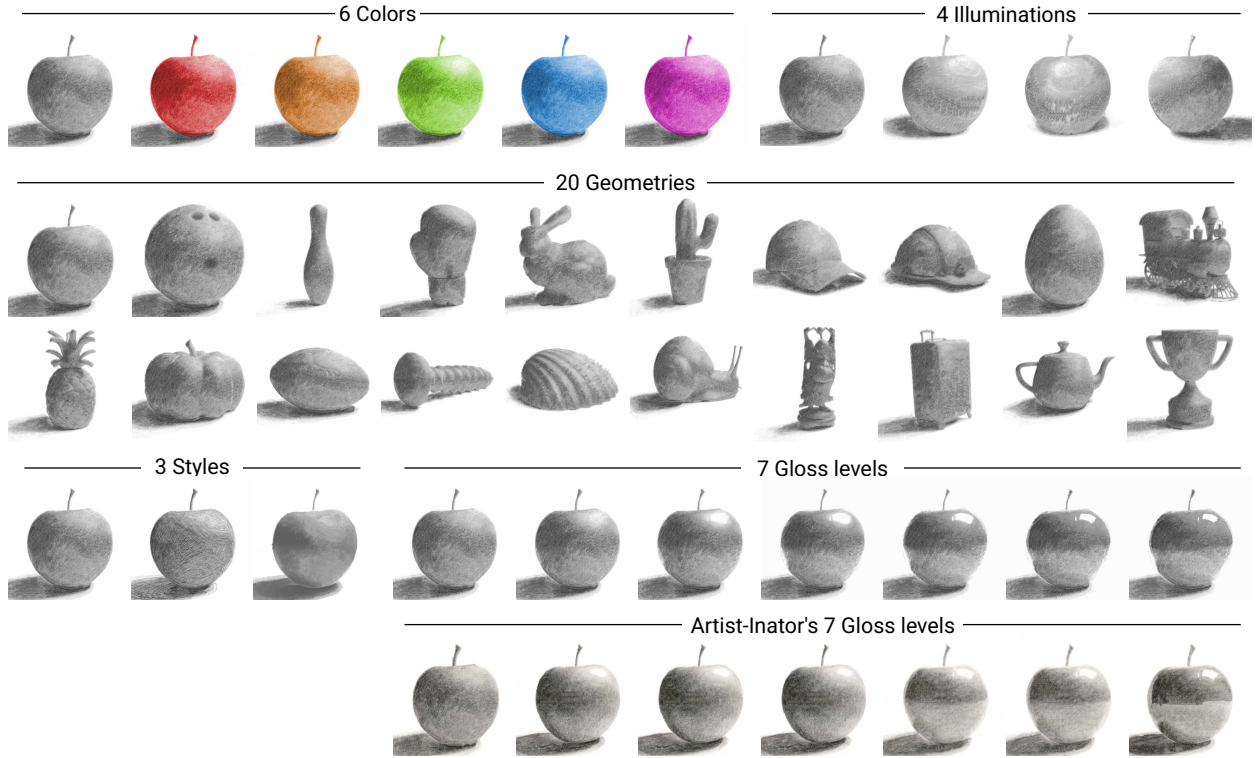 6 Colors
4 Illuminations
20 Geometries
3 Styles
7 Gloss levels
Artist-Inator's 7 Gloss levels